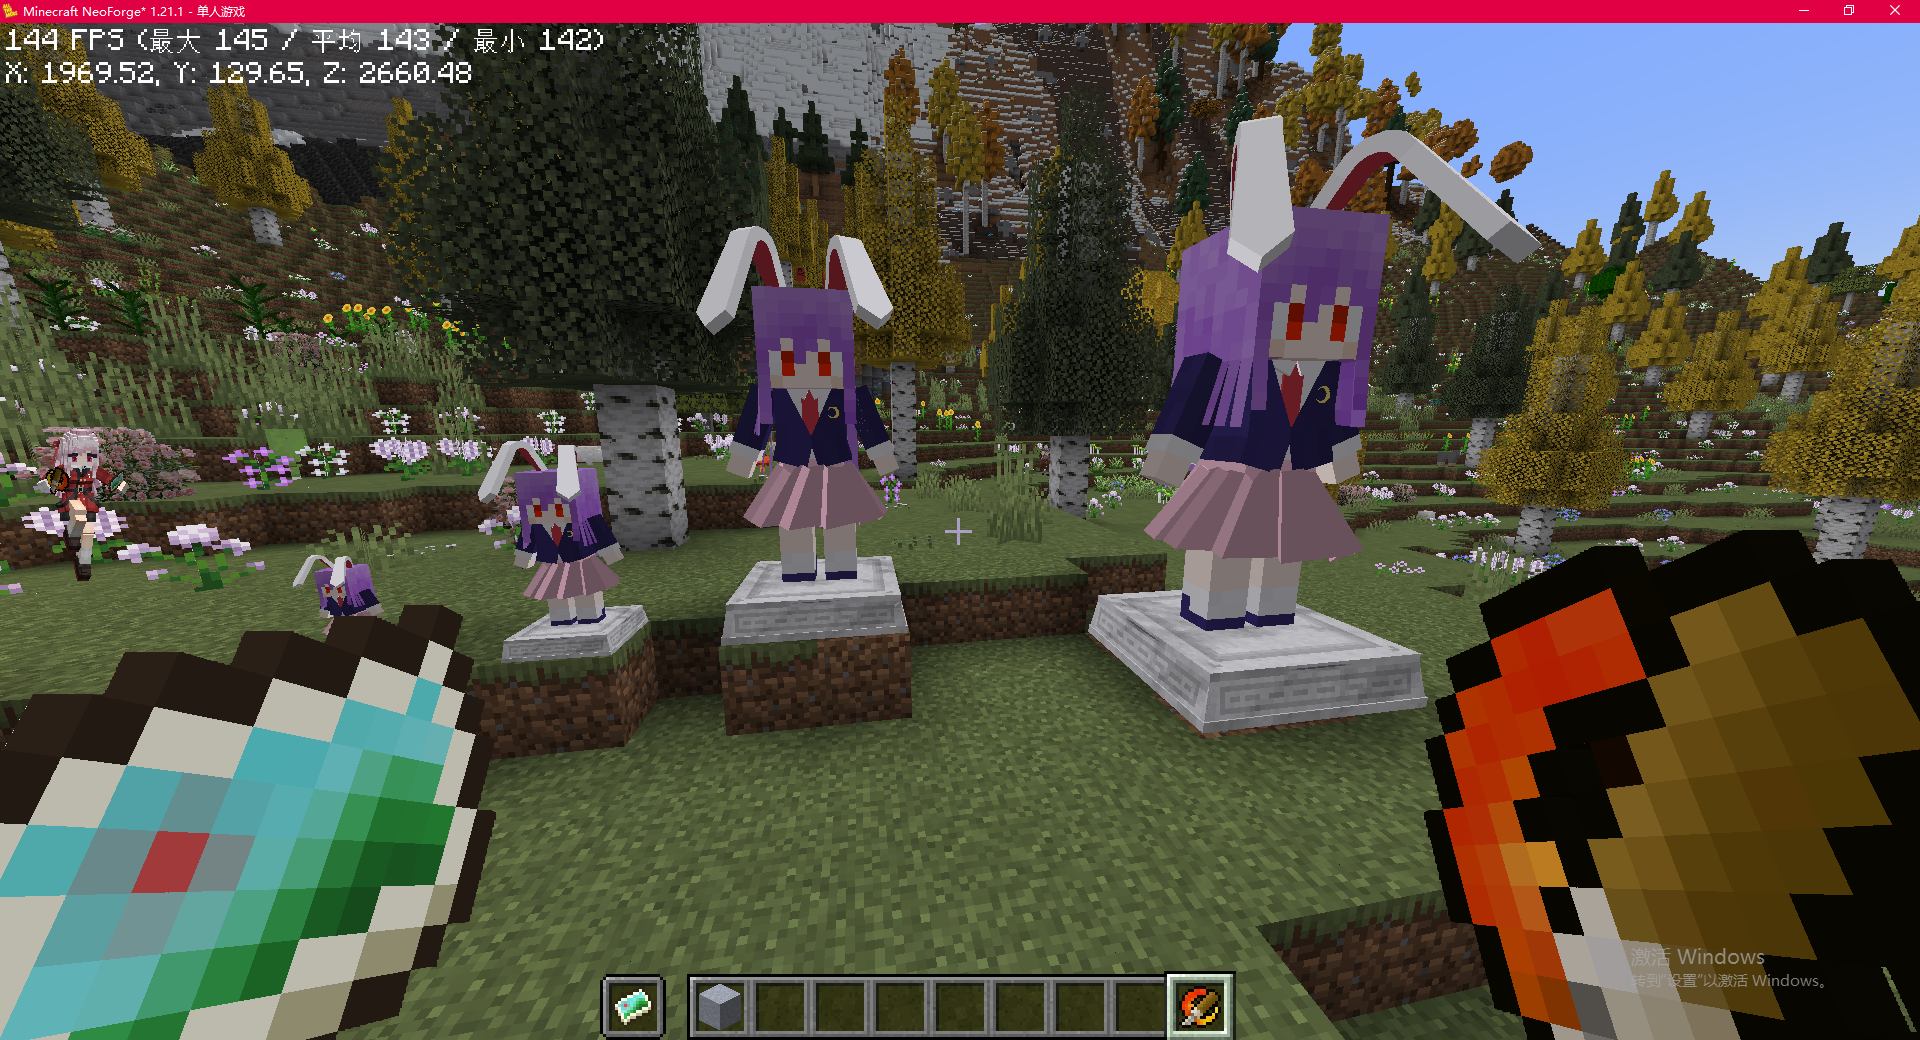 Minecraft NeoForge* 1.21.1 - 单人游戏
144 FPS (最大 145 / 平均 143 / 最小 142)
X: 1969.52, Y: 129.65, Z: 2660.48
激活 Windows
转到"设置"以激活 Windows。